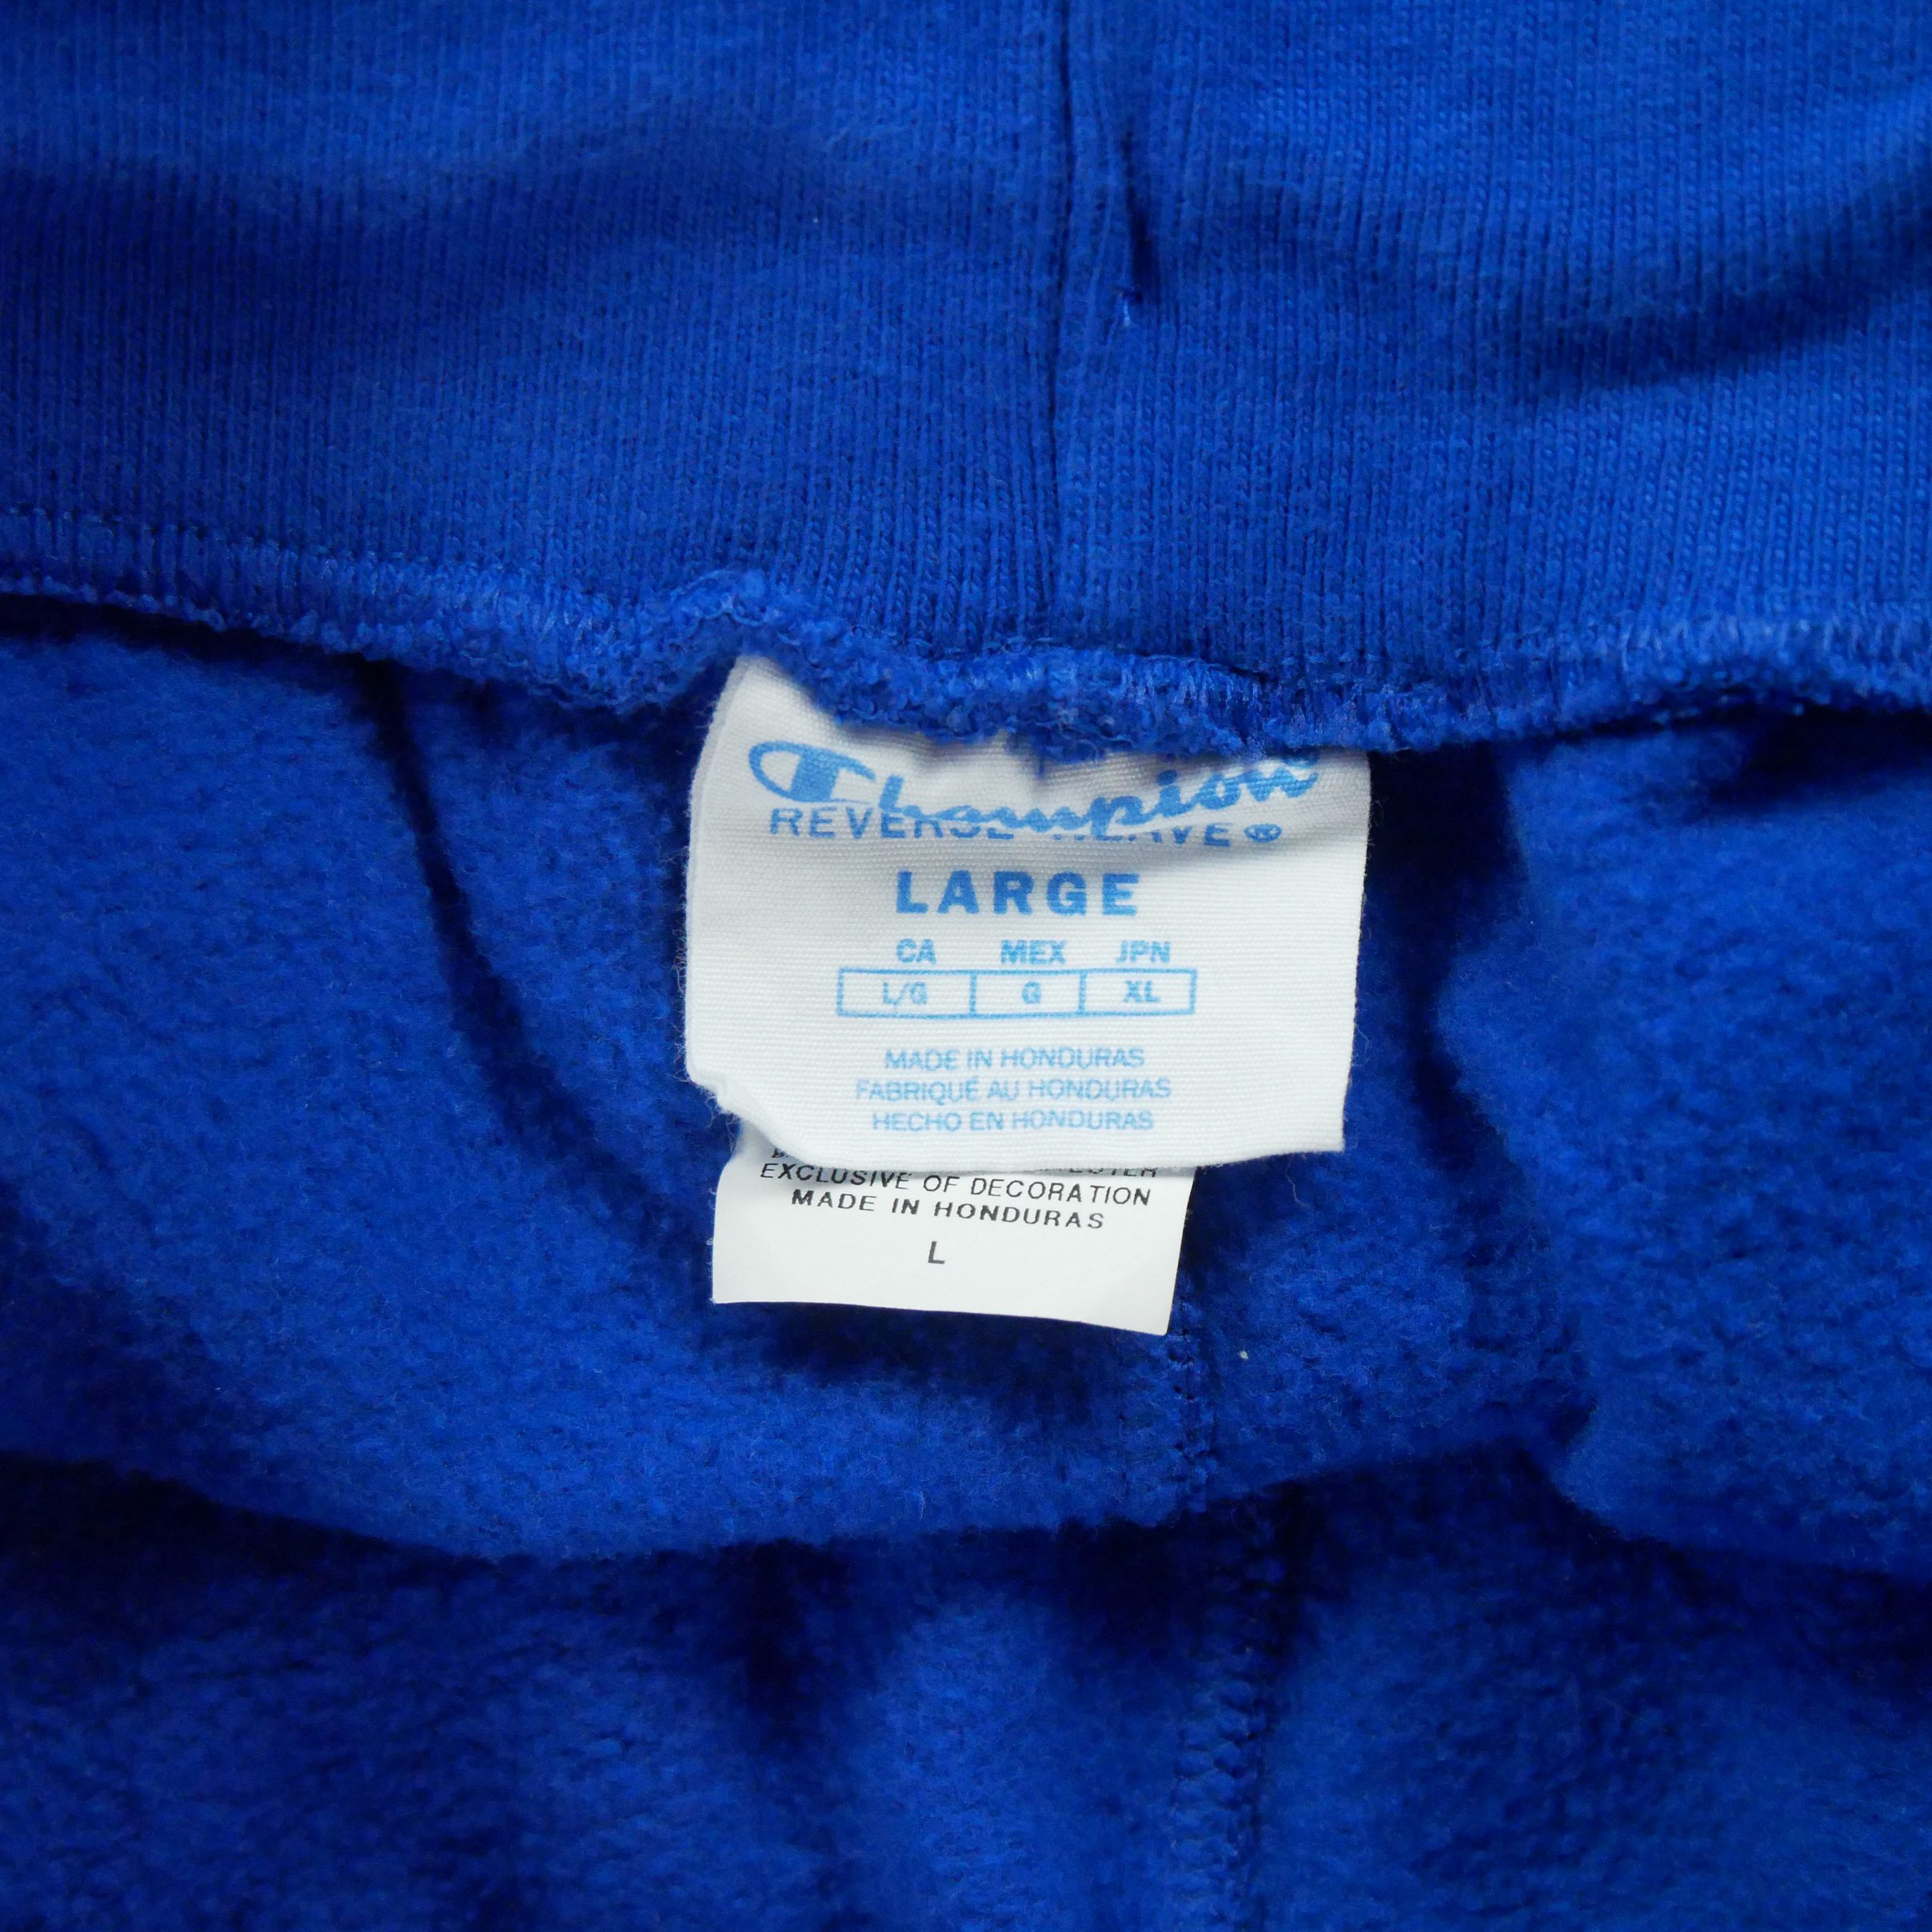 Champion
REVERSE WEAVE®
LARGE
CA MEX JPN
L/G G XL
MADE IN HONDURAS
FABRIQUÉ AU HONDURAS
HECHO EN HONDURAS
EXCLUSIVE OF DECORATION
MADE IN HONDURAS
L